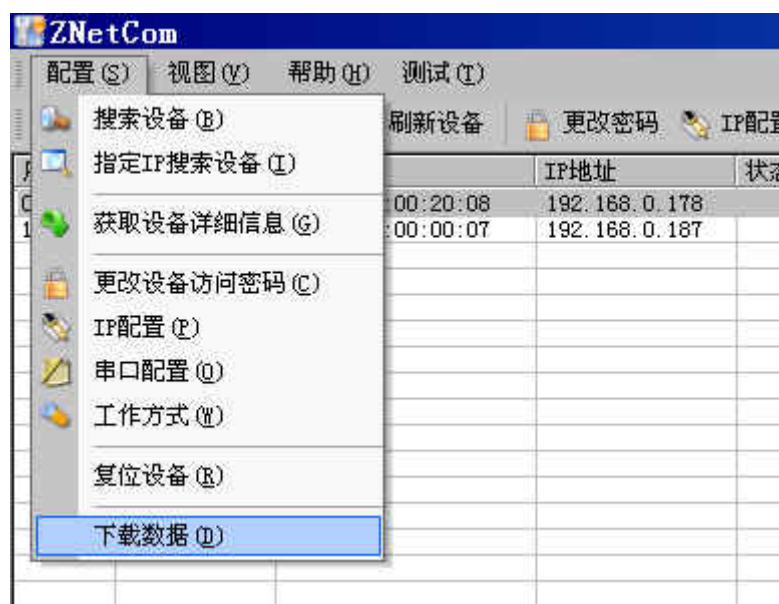 ZNetCom
配置(S) 视图(V) 帮助(H) 测试(T)
搜索设备(B) 刷新设备 更改密码 IP配置
指定IP搜索设备(I) IP地址 状态
:00:20:08 192.168.0.178
获取设备详细信息(G) :00:00:07 192.168.0.187
1
更改设备访问密码(C)
IP配置(P)
串口配置(O)
工作方式(W)
复位设备(R)
下载数据(D)